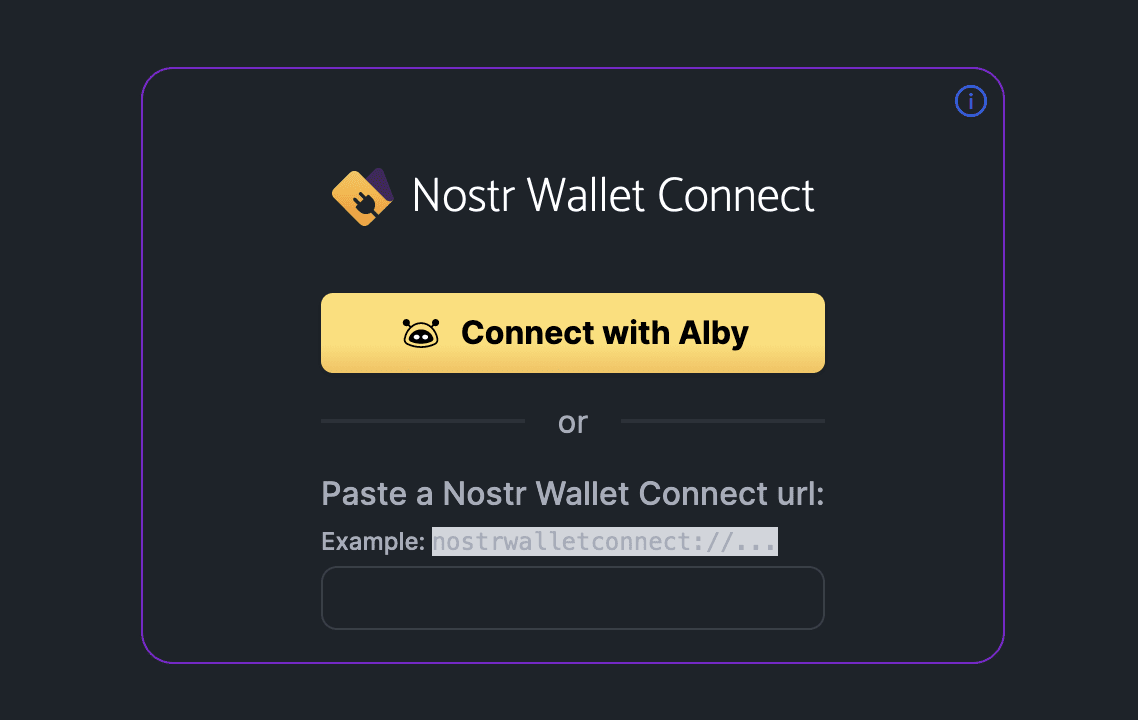 Nostr Wallet Connect
Connect with Alby
or
Paste a Nostr Wallet Connect url:
Example: nostrwalletconnect://...